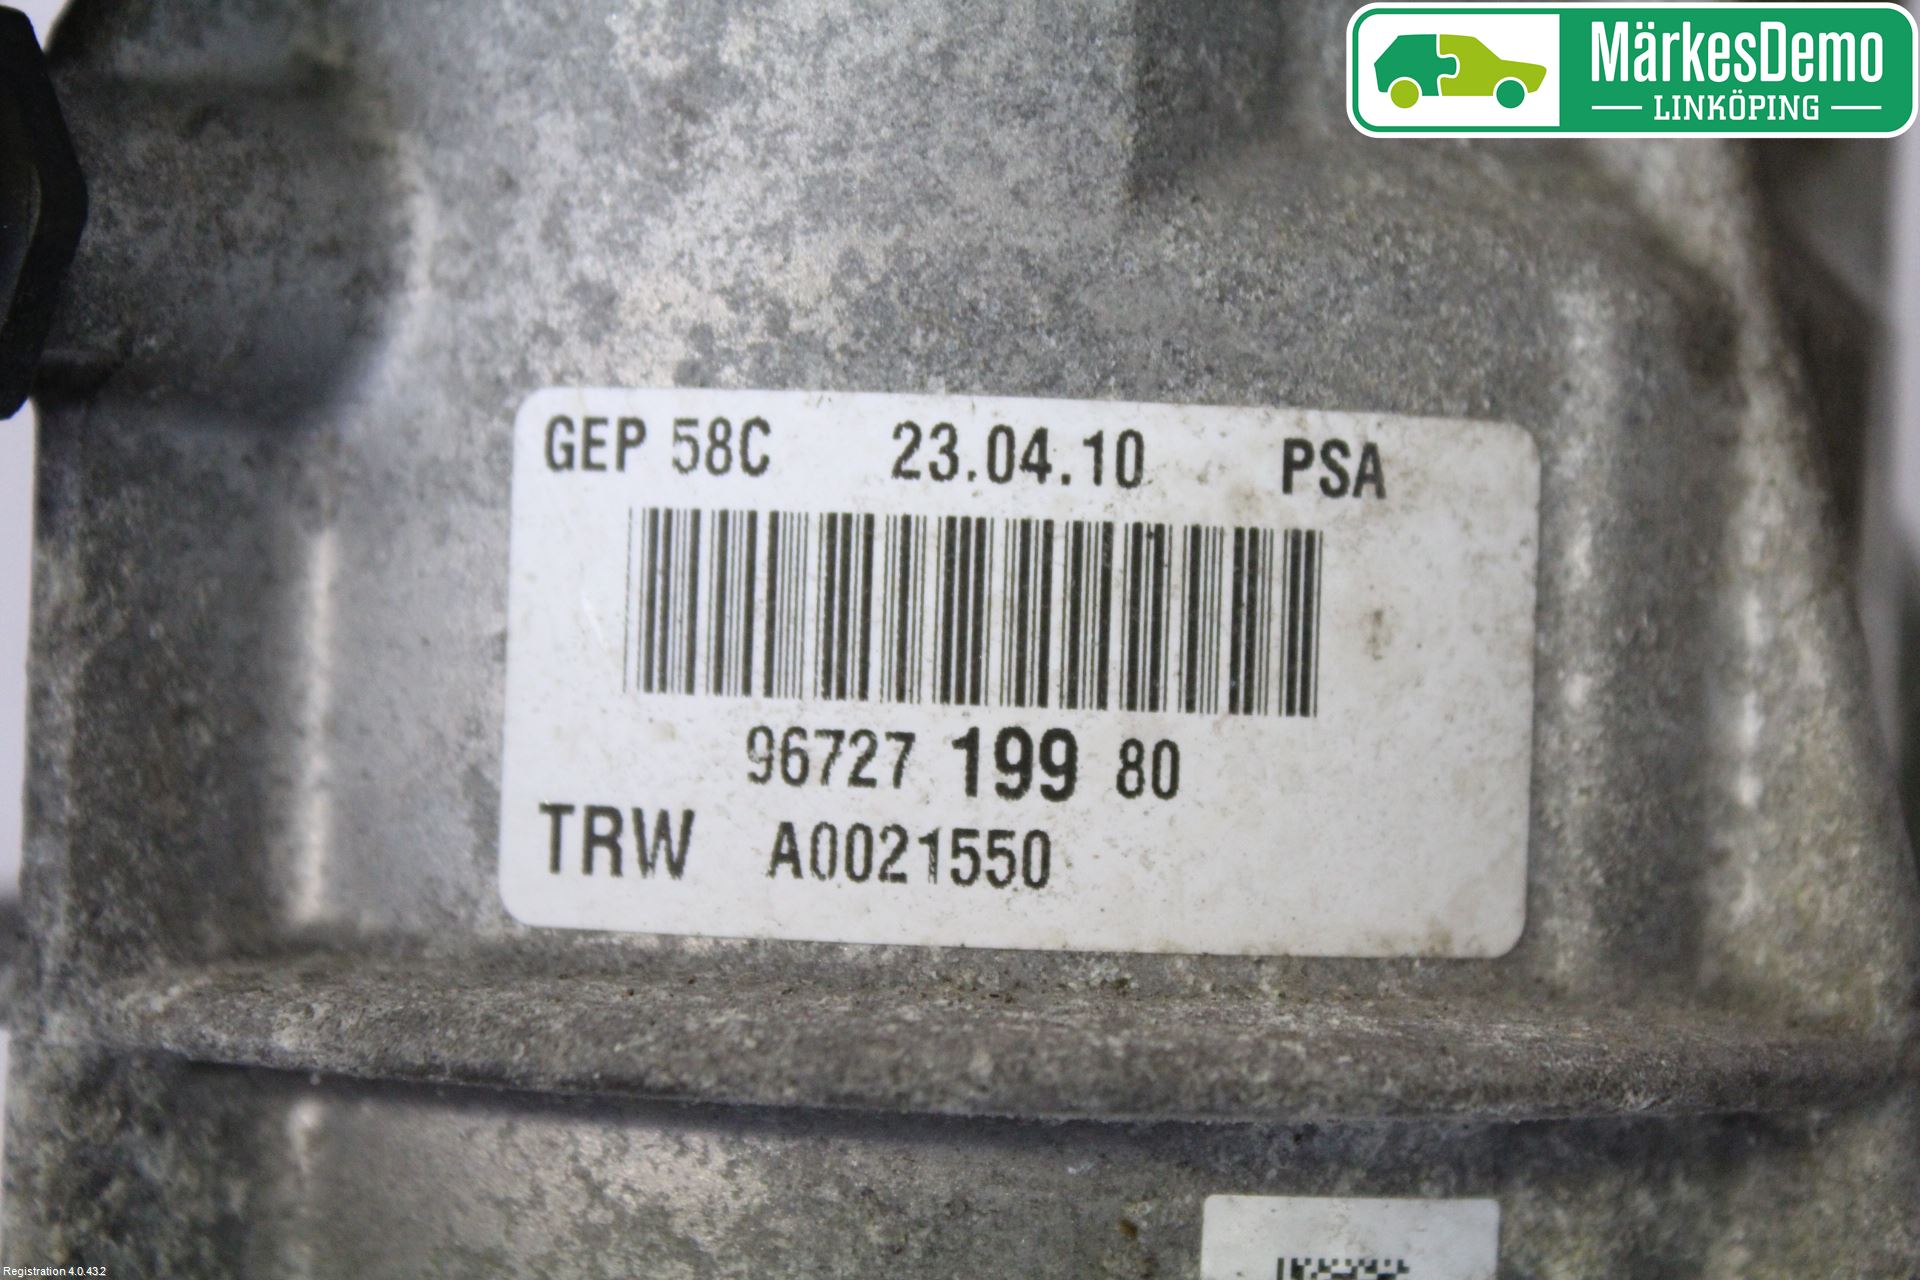 MärkesDemo
LINKÖPING
GEP 58C 23.04.10 PSA
96727 199 80
TRW A0021550
Registration 4.0.43.2